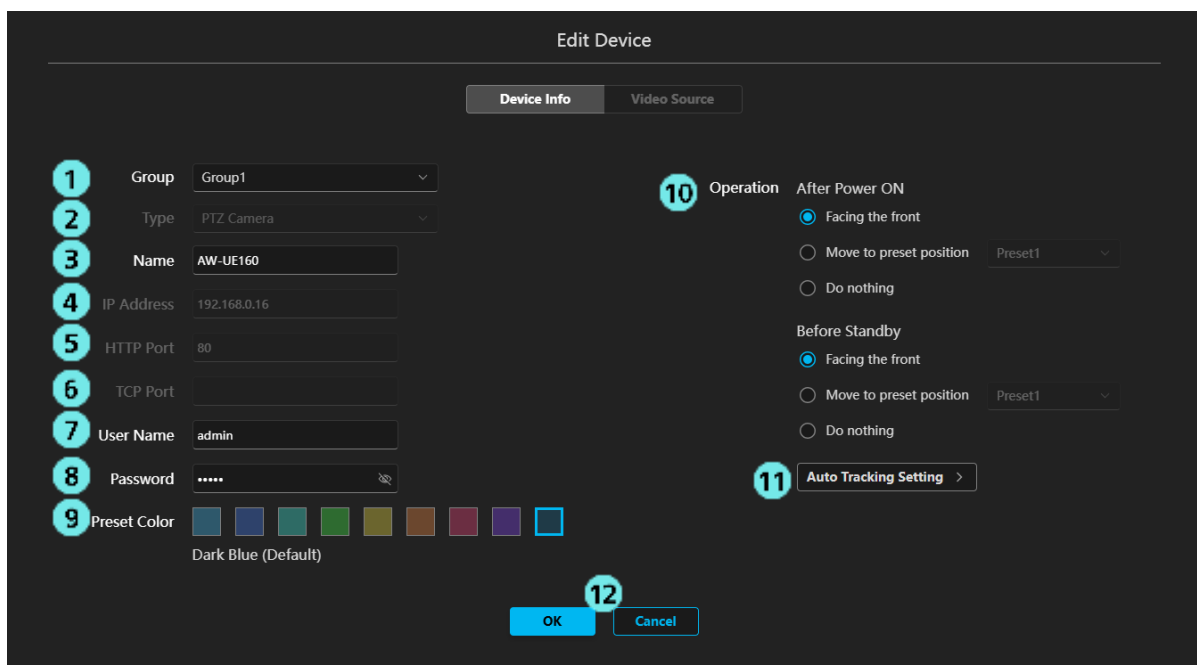 Edit Device
Device Info Video Source
1 Group Group1
2 Type PTZ Camera
3 Name AW-UE160
4 IP Address 192.168.0.16
5 HTTP Port 80
6 TCP Port
7 User Name admin
8 Password •••••
9 Preset Color
Dark Blue (Default)
10 Operation After Power ON
Facing the front
Move to preset position Preset1
Do nothing
Before Standby
Facing the front
Move to preset position Preset1
Do nothing
11 Auto Tracking Setting >
12
OK Cancel